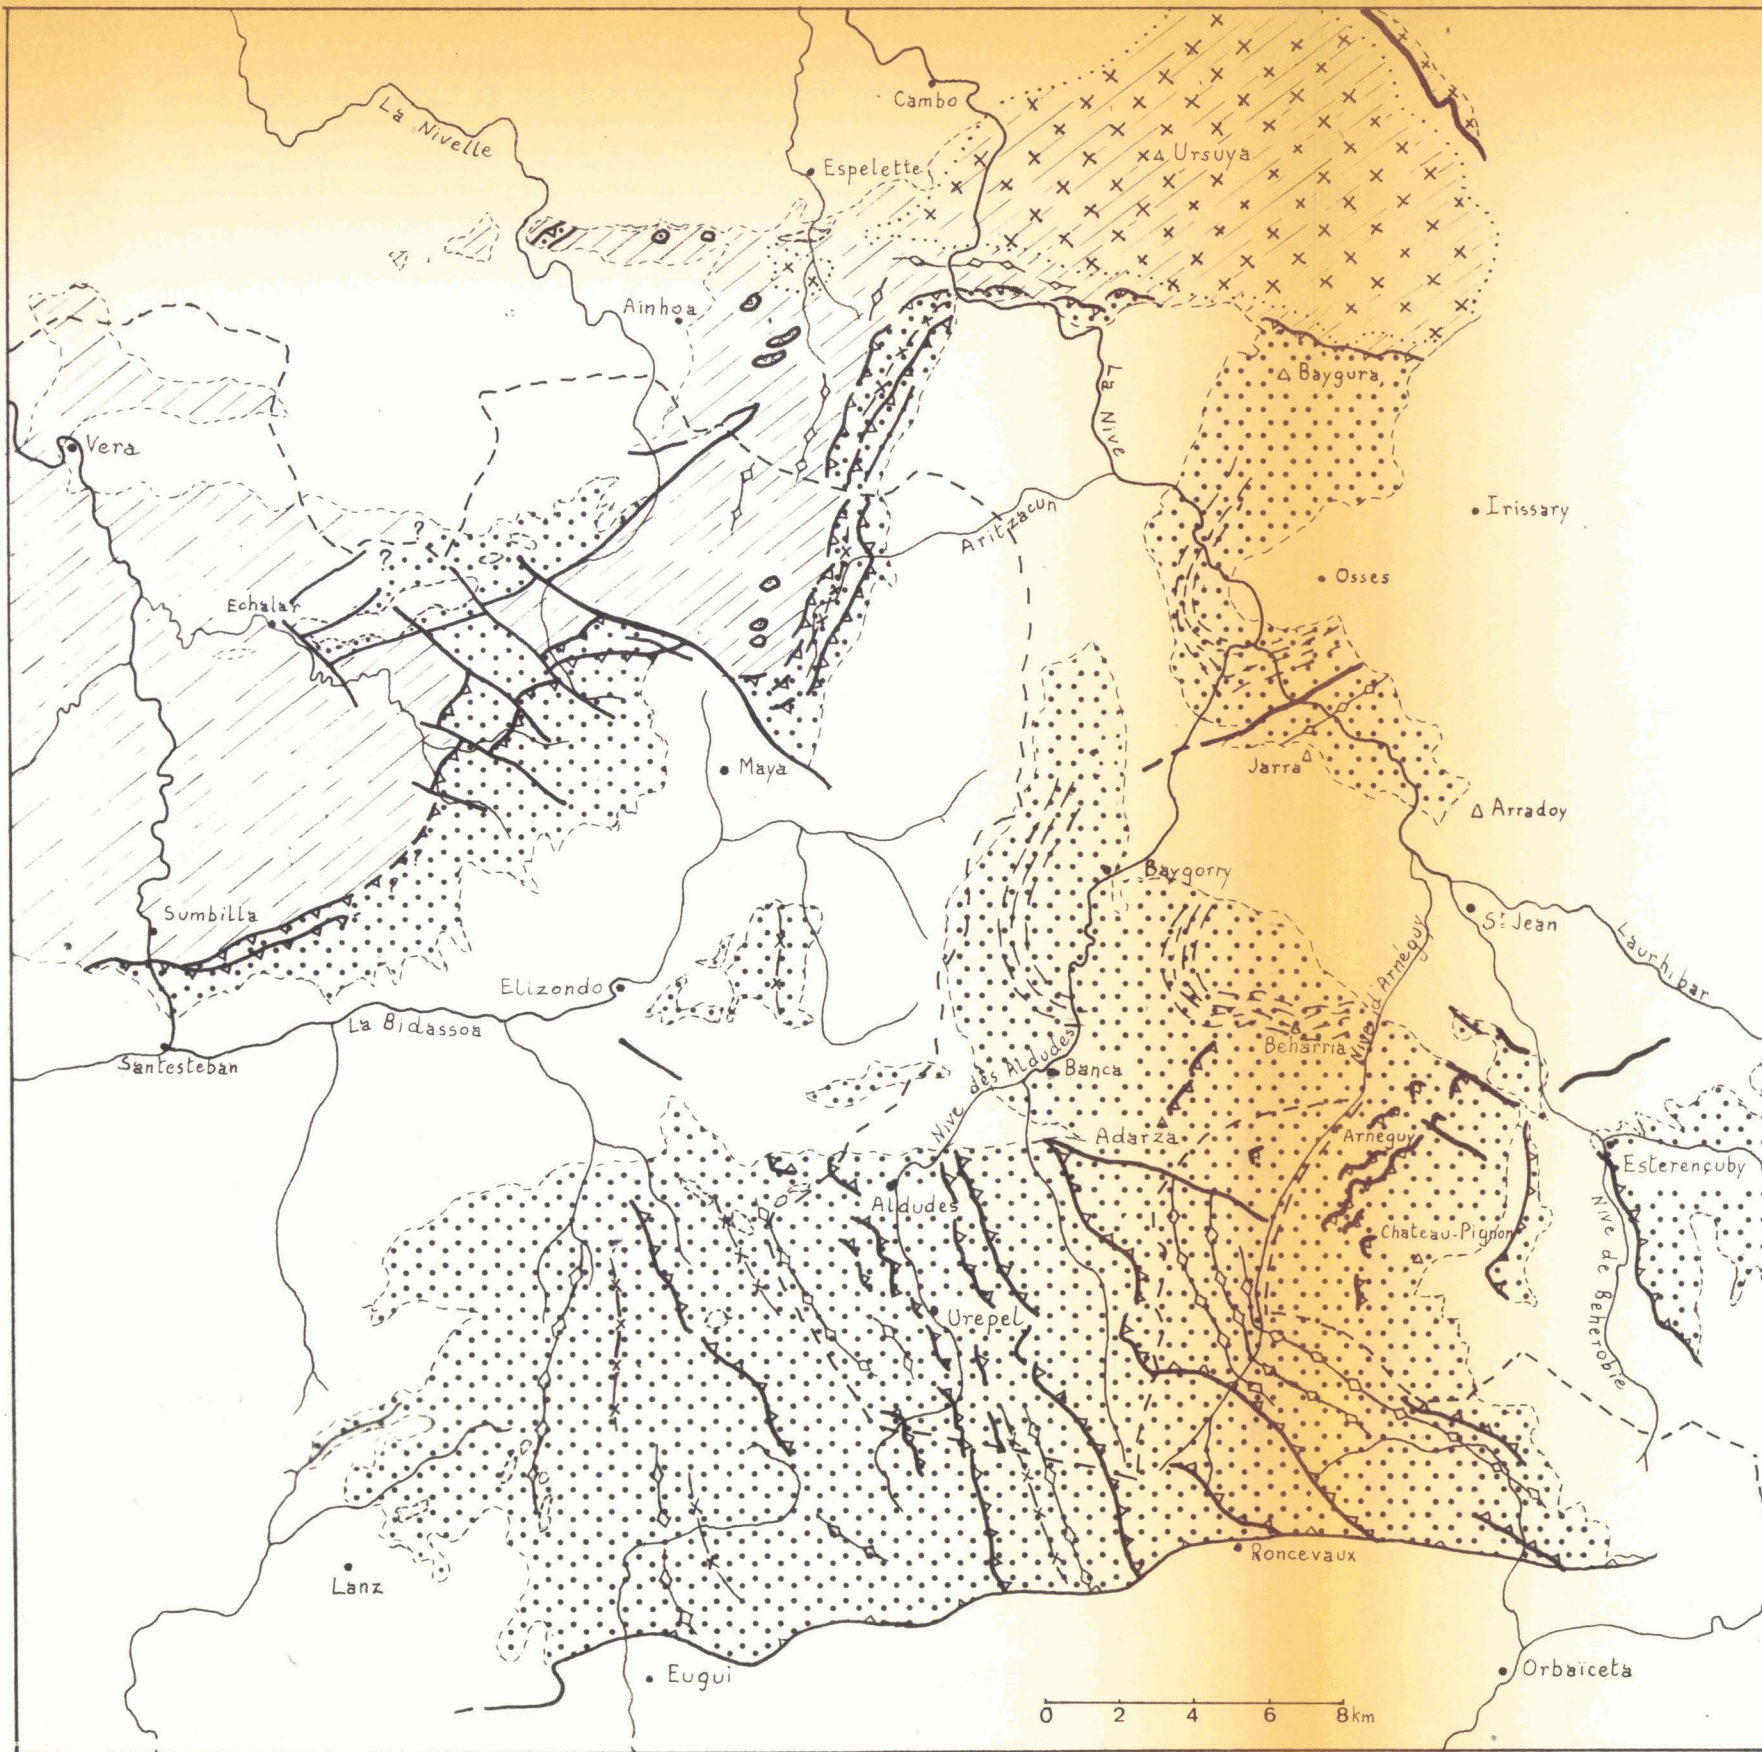 Cambo
La Nivelle
Ursuya
Espelette
Ainhoa
Baygura
La Nive
Vera
Irissary
Aritzacun
?
?
Osses
Echalar
Maya
Jarra
Arradoy
?
Baygorry
?
Sumbilla
St Jean
Laurhibar
Nive d'Arnéguy
Elizondo
La Bidassoa
Beharria
Santesteban
Nive des Aldudes
Banca
Adarza
Arneguy
Esterençuby
Aldudes
Chateau-Pignon
Nive de Beherobie
Urepel
Roncevaux
Lanz
Eugui
Orbaïceta
0 2 4 6 8km